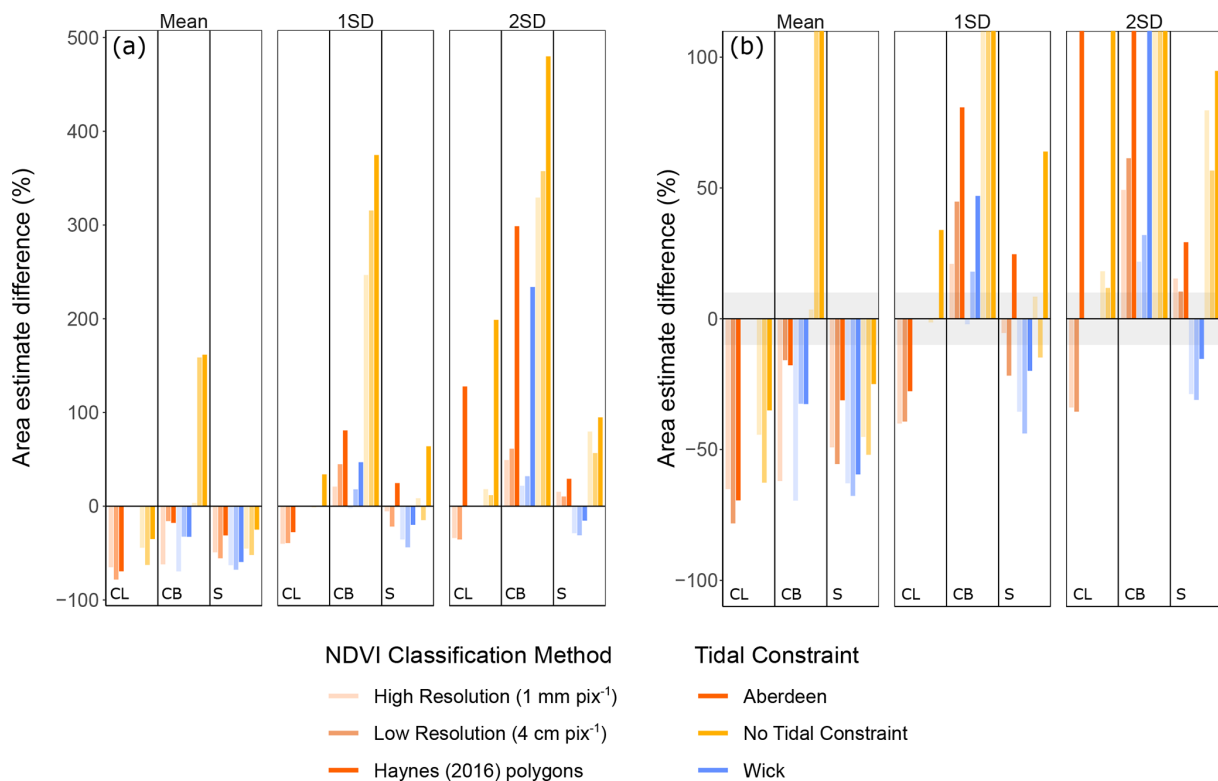 Mean 1SD 2SD
(a)
Area estimate difference (%)
500
400
300
200
100
0
−100
CL CB S CL CB S CL CB S
Mean 1SD 2SD
(b)
Area estimate difference (%)
100
50
0
−50
−100
CL CB S CL CB S CL CB S
NDVI Classification Method
High Resolution (1 mm pix⁻¹)
Low Resolution (4 cm pix⁻¹)
Haynes (2016) polygons
Tidal Constraint
Aberdeen
No Tidal Constraint
Wick